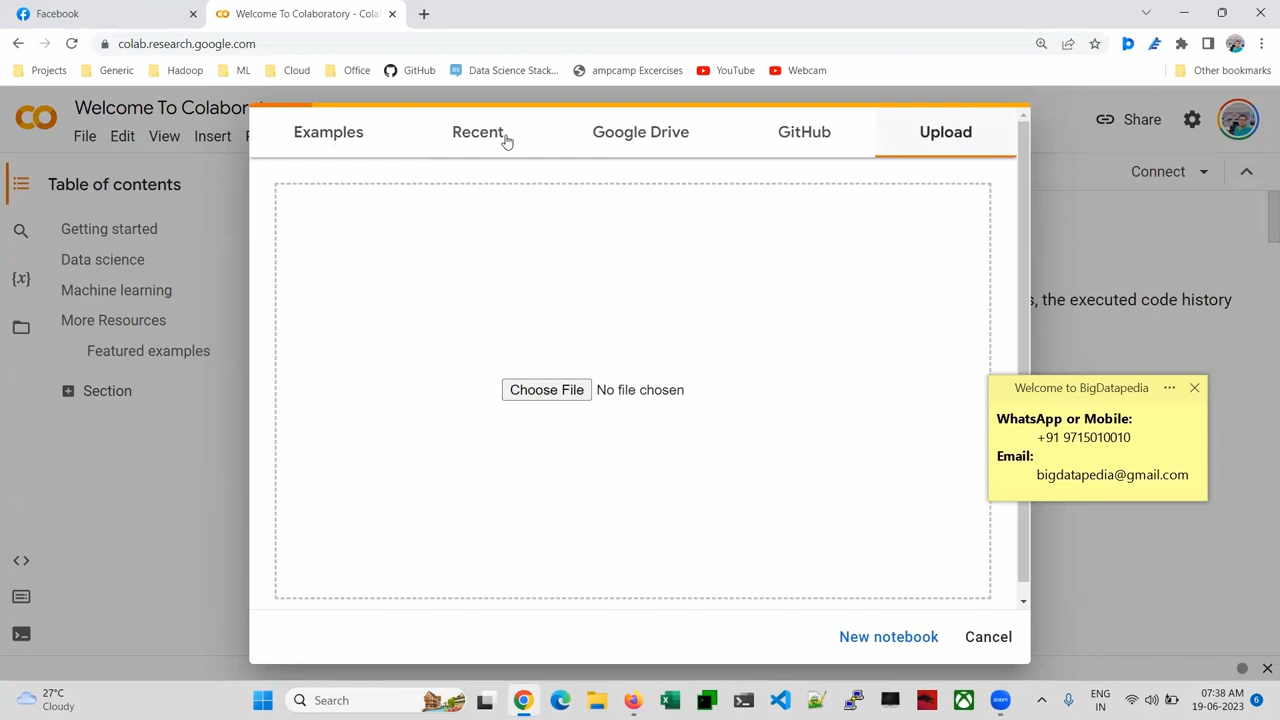 Facebook
Welcome To Colaboratory - Cola
colab.research.google.com
Projects
Generic
Hadoop
ML
Cloud
Office
GitHub
Data Science Stack...
ampcamp Excercises
YouTube
Webcam
Other bookmarks
Welcome To Colabor
File Edit View Insert
Share
Connect
Table of contents
Getting started
Data science
Machine learning
More Resources
Featured examples
Section
Examples
Recent
Google Drive
GitHub
Upload
Choose File No file chosen
s, the executed code history
New notebook
Cancel
Welcome to BigDatapedia
WhatsApp or Mobile:
+91 9715010010
Email:
bigdatapedia@gmail.com
27°C
Cloudy
Search
ENG
IN
07:38 AM
19-06-2023
6